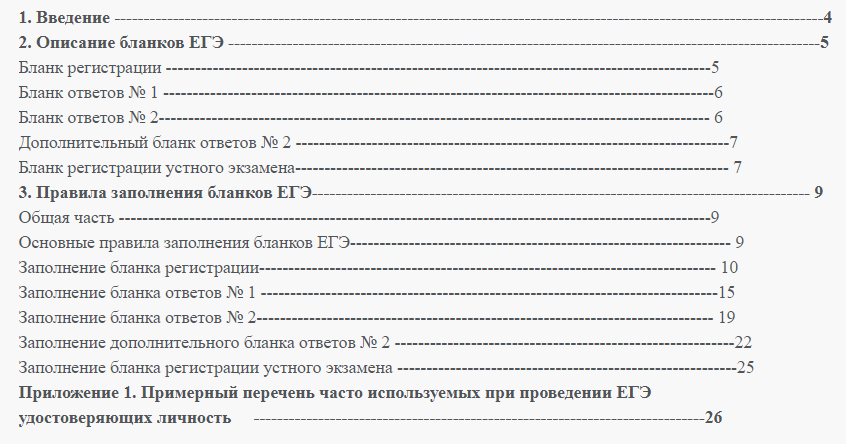 1. Введение ----------------------------------------------------------------------------------------------------------------------4
2. Описание бланков ЕГЭ ---------------------------------------------------------------------------------------------------5
Бланк регистрации -------------------------------------------------------------------------------------------5
Бланк ответов № 1 --------------------------------------------------------------------------------------------6
Бланк ответов № 2-------------------------------------------------------------------------------------------- 6
Дополнительный бланк ответов № 2 ------------------------------------------------------------------------7
Бланк регистрации устного экзамена------------------------------------------------------------------------ 7
3. Правила заполнения бланков ЕГЭ----------------------------------------------------------------------------------- 9
Общая часть ---------------------------------------------------------------------------------------------------9
Основные правила заполнения бланков ЕГЭ---------------------------------------------------------------- 9
Заполнение бланка регистрации---------------------------------------------------------------------------- 10
Заполнение бланка ответов № 1 ----------------------------------------------------------------------------15
Заполнение бланка ответов № 2---------------------------------------------------------------------------- 19
Заполнение дополнительного бланка ответов № 2 ---------------------------------------------------------22
Заполнение бланка регистрации устного экзамена ---------------------------------------------------------25
Приложение 1. Примерный перечень часто используемых при проведении ЕГЭ
удостоверяющих личность ---------------------------------------------------------------------------26